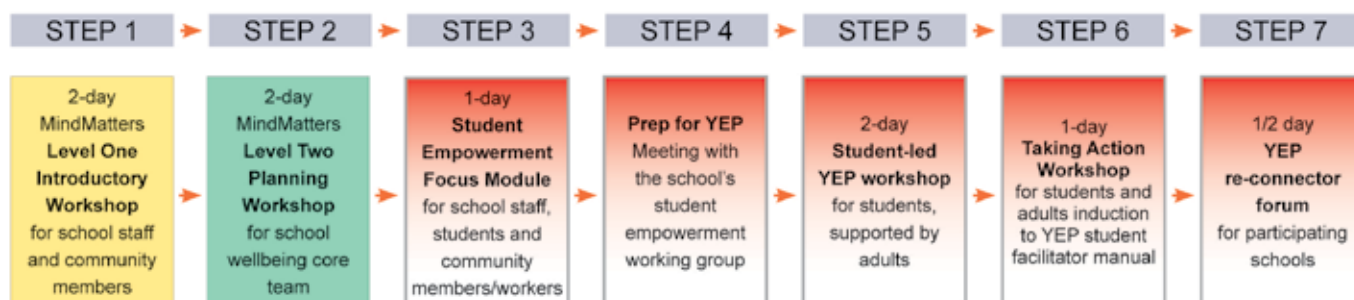 STEP 1
STEP 2
STEP 3
STEP 4
STEP 5
STEP 6
STEP 7
2-day
MindMatters
Level One
Introductory
Workshop
for school staff
and community
members
2-day
MindMatters
Level Two
Planning
Workshop
for school
wellbeing core
team
1-day
Student
Empowerment
Focus Module
for school staff,
students and
community
members/workers
Prep for YEP
Meeting with
the school's
student
empowerment
working group
2-day
Student-led
YEP workshop
for students,
supported by
adults
1-day
Taking Action
Workshop
for students and
adults induction
to YEP student
facilitator manual
1/2 day
YEP
re-connector
forum
for participating
schools